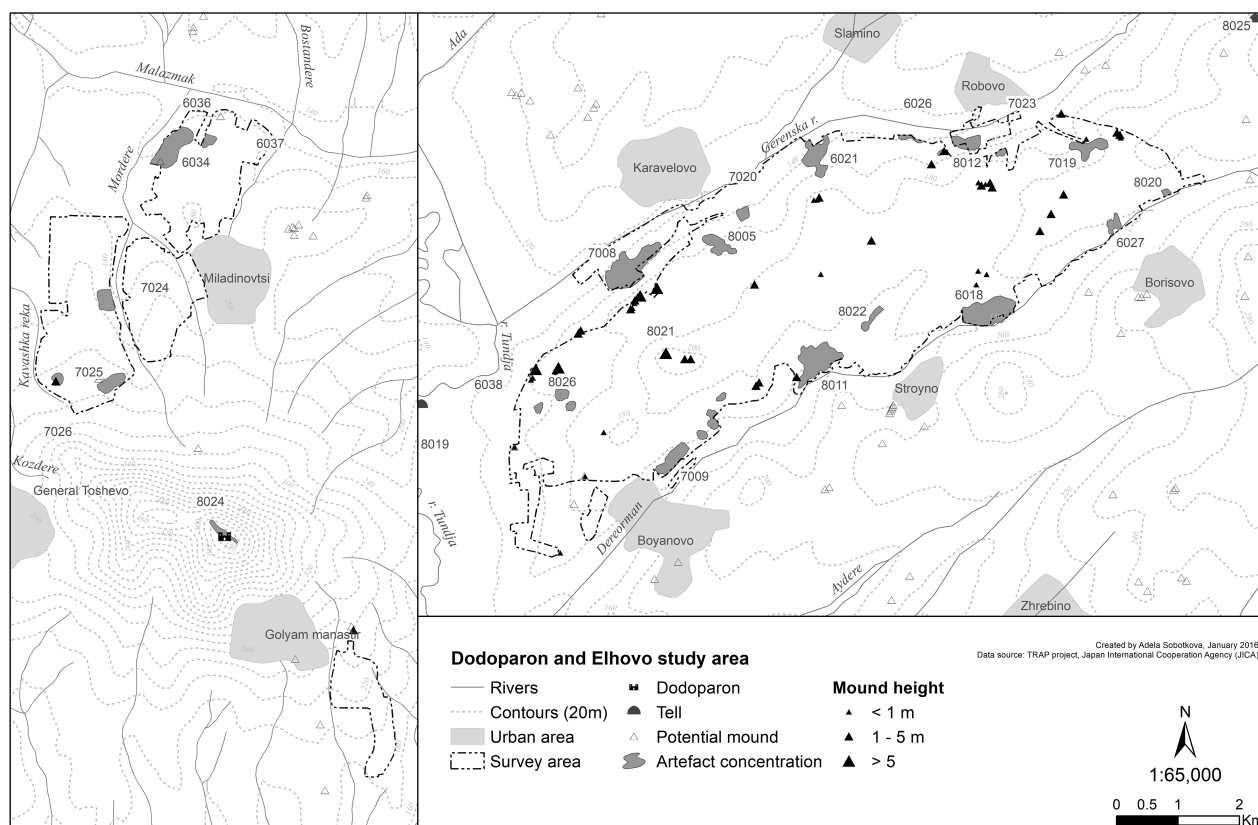 Malazmak
Bostandere
6036
6037
6034
Mordere
7024
Miladinovtsi
Kavashka reka
7025
7026
Kozdere
General Toshevo
8024
Golyam manastir
Ada
Slamino
8025
Robovo
7023
6026
Gerenska r.
Karavelovo
6021
8012
7019
7020
8020
8005
6027
7008
Borisovo
6018
8022
r. Tundja
8021
8011
Stroyno
6038
8026
8019
7009
r. Tundja
Dereorman
Boyanovo
Aydere
Zhrebino
Dodoparon and Elhovo study area
Rivers
Contours (20m)
Urban area
Survey area
Dodoparon
Tell
Potential mound
Artefact concentration
Mound height
< 1 m
1 - 5 m
> 5
Created by Adela Sobotkova, January 2016
Data source: TRAP project, Japan International Cooperation Agency (JICA)
N
1:65,000
0 0.5 1 2
Km